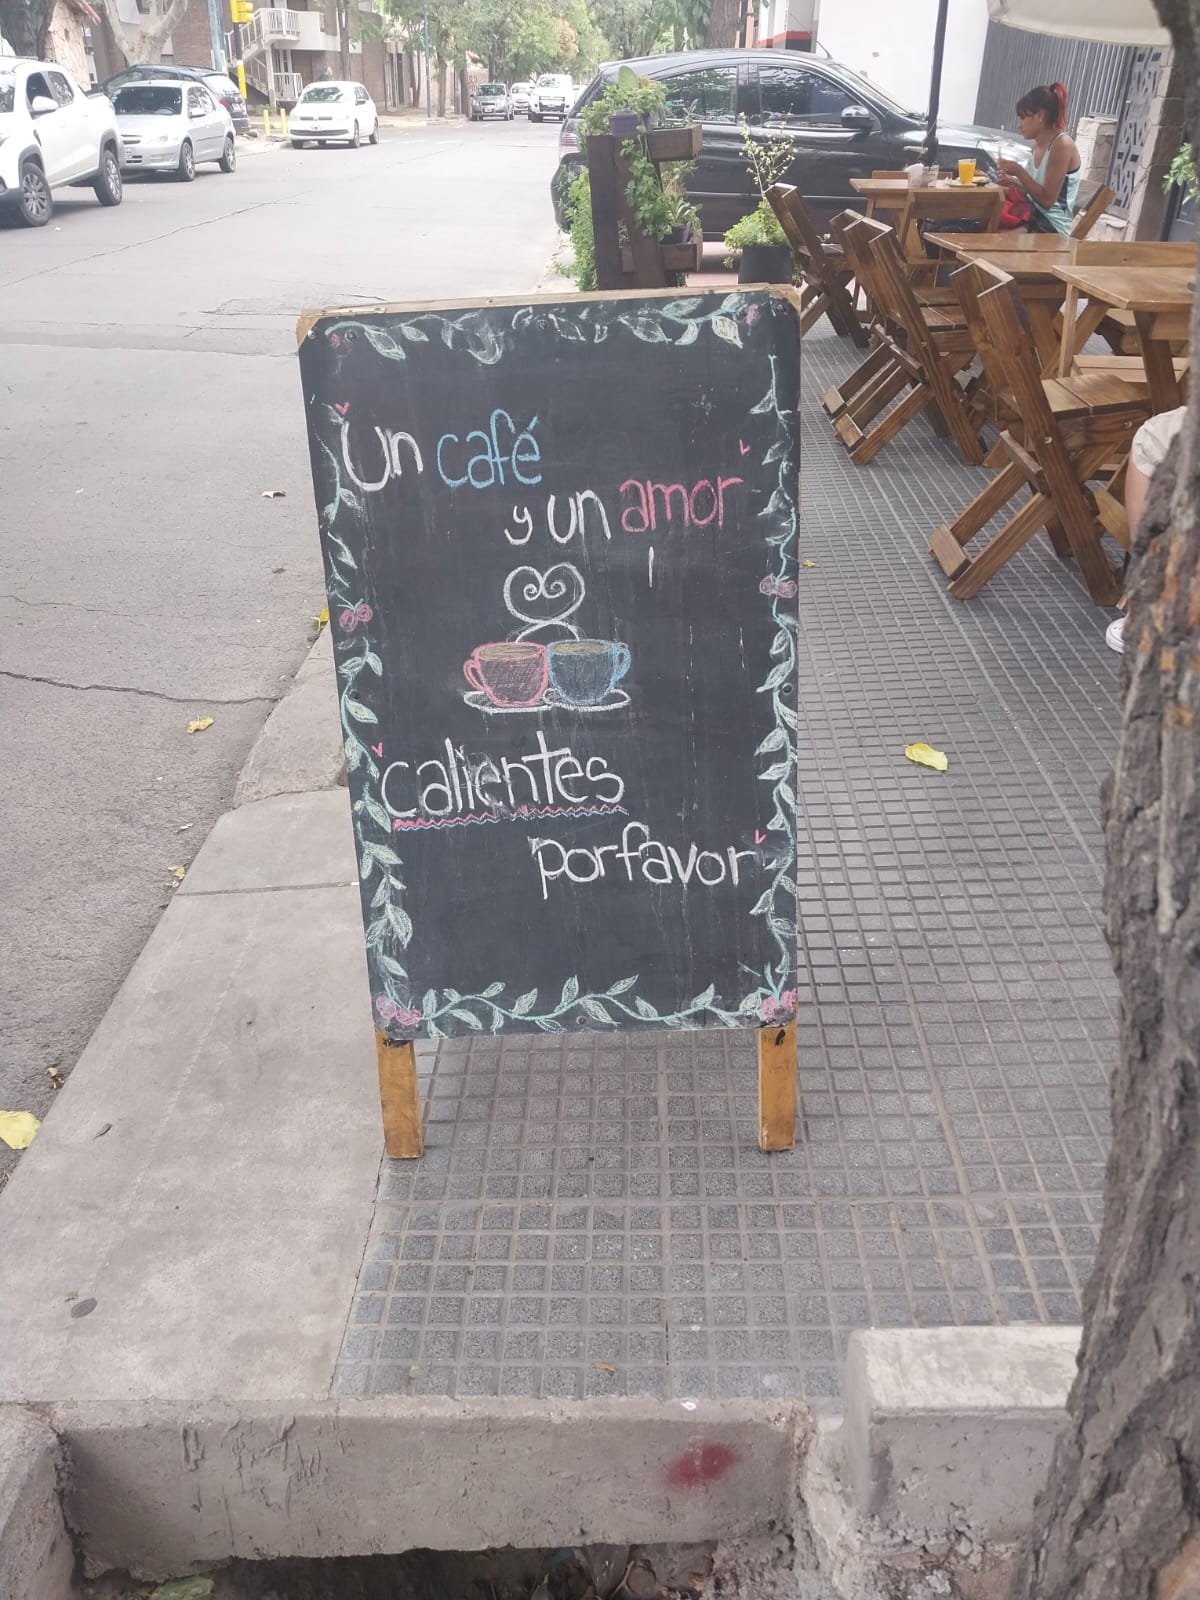 Un café
y un amor
calientes
porfavor